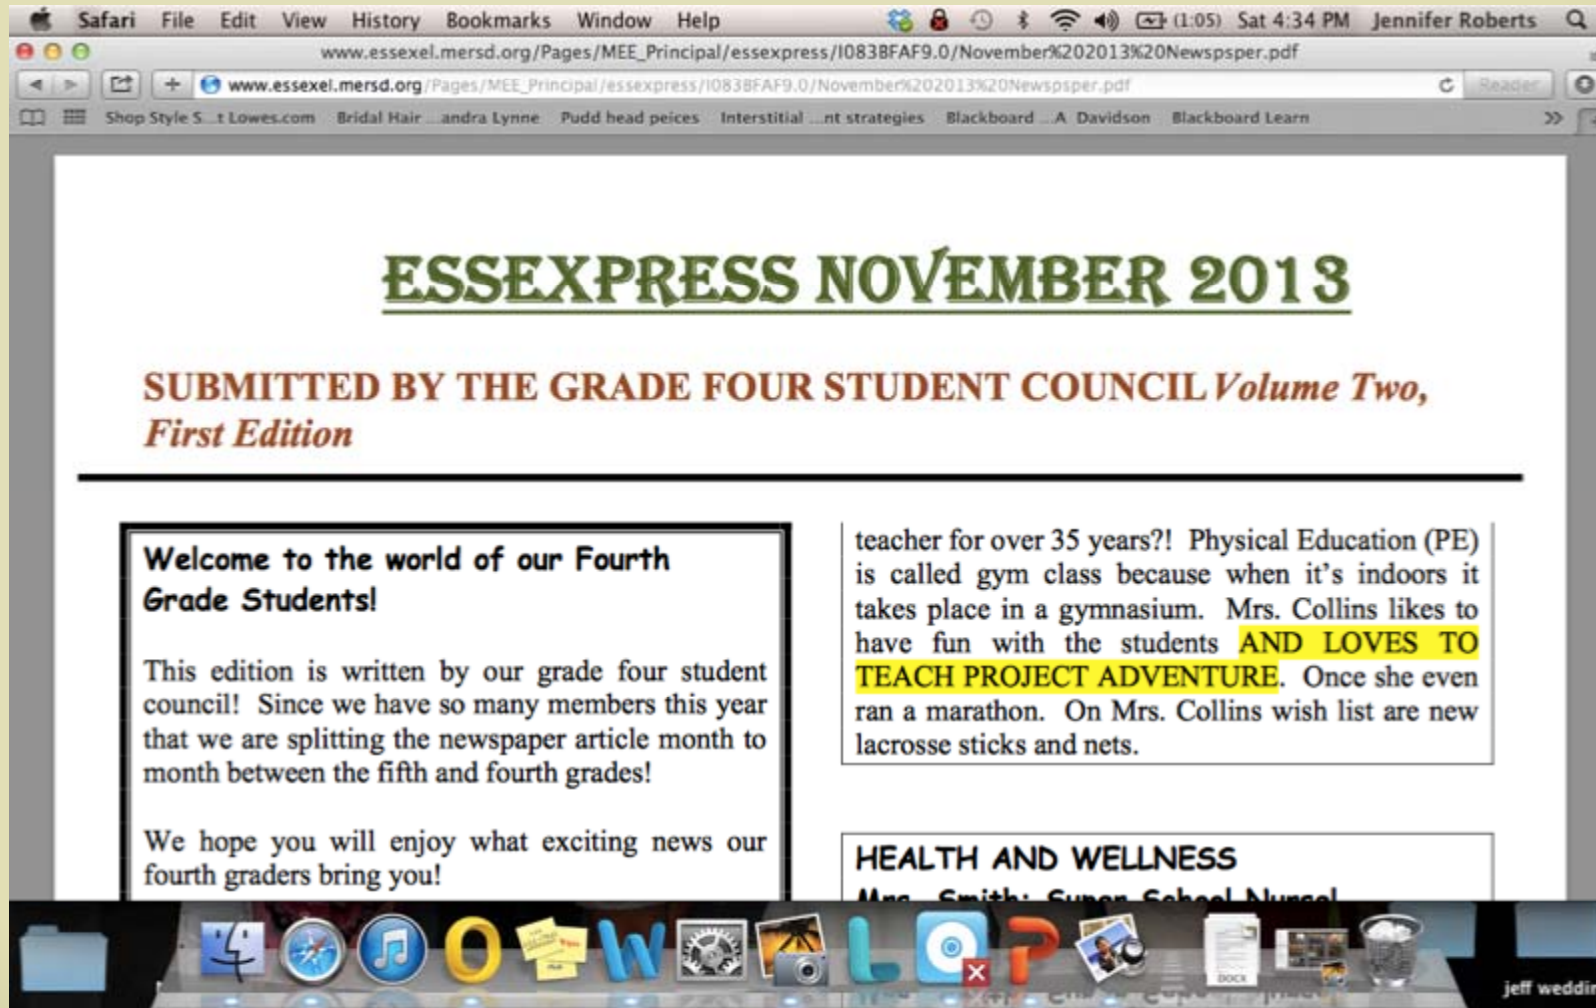 Safari File Edit View History Bookmarks Window Help (1:05) Sat 4:34 PM Jennifer Roberts
www.essexel.mersd.org/Pages/MEE_Principal/essexpress/I083BFAF9.0/November%202013%20Newspsper.pdf
www.essexel.mersd.org/Pages/MEE_Principal/essexpress/I083BFAF9.0/November%202013%20Newspsper.pdf Reader
Shop Style S...t Lowes.com Bridal Hair ...andra Lynne Pudd head peices Interstitial ...nt strategies Blackboard ...A Davidson Blackboard Learn
ESSEXPRESS NOVEMBER 2013
SUBMITTED BY THE GRADE FOUR STUDENT COUNCIL Volume Two,
First Edition
Welcome to the world of our Fourth
Grade Students!
This edition is written by our grade four student
council! Since we have so many members this year
that we are splitting the newspaper article month to
month between the fifth and fourth grades!
We hope you will enjoy what exciting news our
fourth graders bring you!
teacher for over 35 years?! Physical Education (PE)
is called gym class because when it's indoors it
takes place in a gymnasium. Mrs. Collins likes to
have fun with the students AND LOVES TO
TEACH PROJECT ADVENTURE. Once she even
ran a marathon. On Mrs. Collins wish list are new
lacrosse sticks and nets.
HEALTH AND WELLNESS
Mrs. Smith: Super School Nurse!
DOCX
jeff weddin